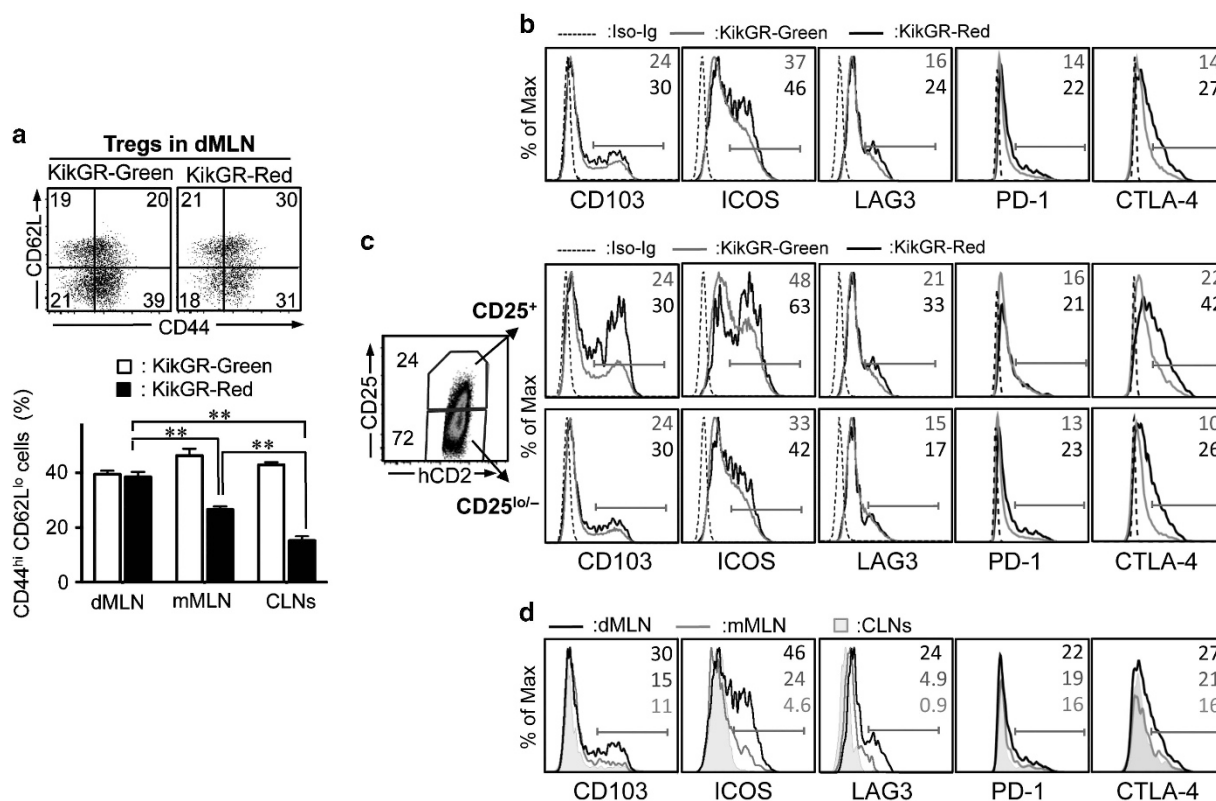 a
Tregs in dMLN
KikGR-Green KikGR-Red
19 20 21 30
21 39 18 31
CD62L
CD44
: KikGR-Green
: KikGR-Red
** ** **
CD44hi CD62Llo cells (%)
40
20
0
dMLN mMLN CLNs
b
:Iso-Ig :KikGR-Green :KikGR-Red
% of Max
24 37 16 14 14
30 46 24 22 27
CD103 ICOS LAG3 PD-1 CTLA-4
c
:Iso-Ig :KikGR-Green :KikGR-Red
CD25+
24
72
CD25
hCD2
CD25lo/–
% of Max
24 48 21 16 22
30 63 33 21 42
24 33 15 13 10
30 42 17 23 26
CD103 ICOS LAG3 PD-1 CTLA-4
d
:dMLN :mMLN :CLNs
% of Max
30 46 24 22 27
15 24 4.9 19 21
11 4.6 0.9 16 16
CD103 ICOS LAG3 PD-1 CTLA-4